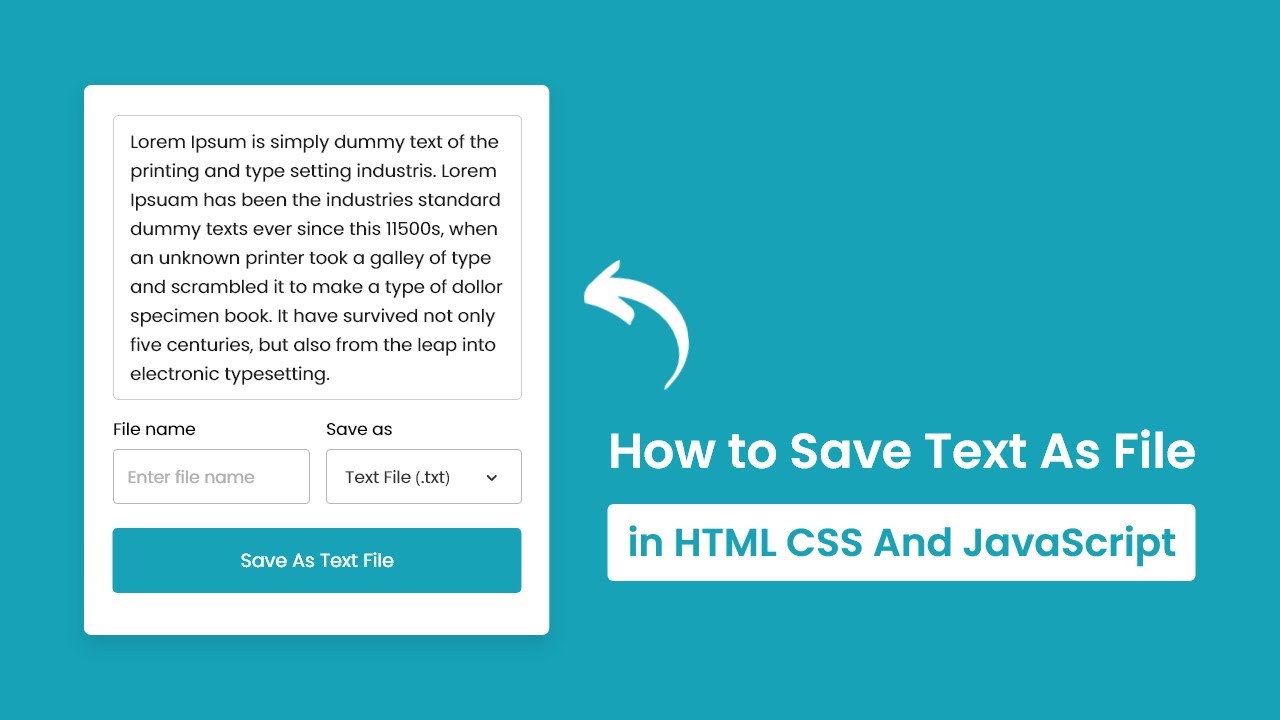 Lorem Ipsum is simply dummy text of the
printing and type setting industris. Lorem
Ipsuam has been the industries standard
dummy texts ever since this 11500s, when
an unknown printer took a galley of type
and scrambled it to make a type of dollor
specimen book. It have survived not only
five centuries, but also from the leap into
electronic typesetting.
File name
Save as
Enter file name
Text File (.txt)
Save As Text File
How to Save Text As File
in HTML CSS And JavaScript